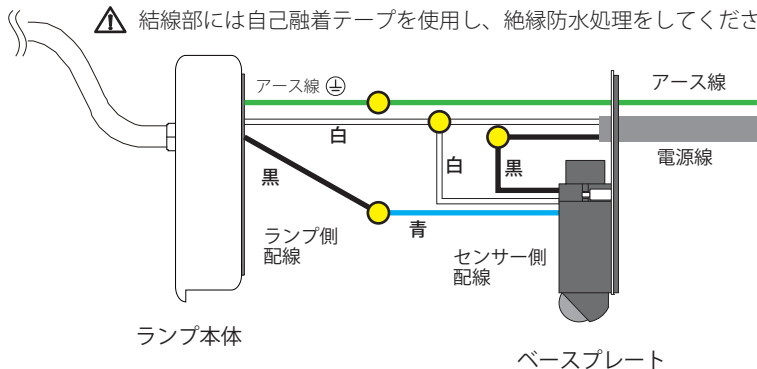 結線部には自己融着テープを使用し、絶縁防水処理をしてくださ
アース線
アース線
白
電源線
白
黒
黒
青
ランプ側
配線
センサー側
配線
ランプ本体
ベースプレート